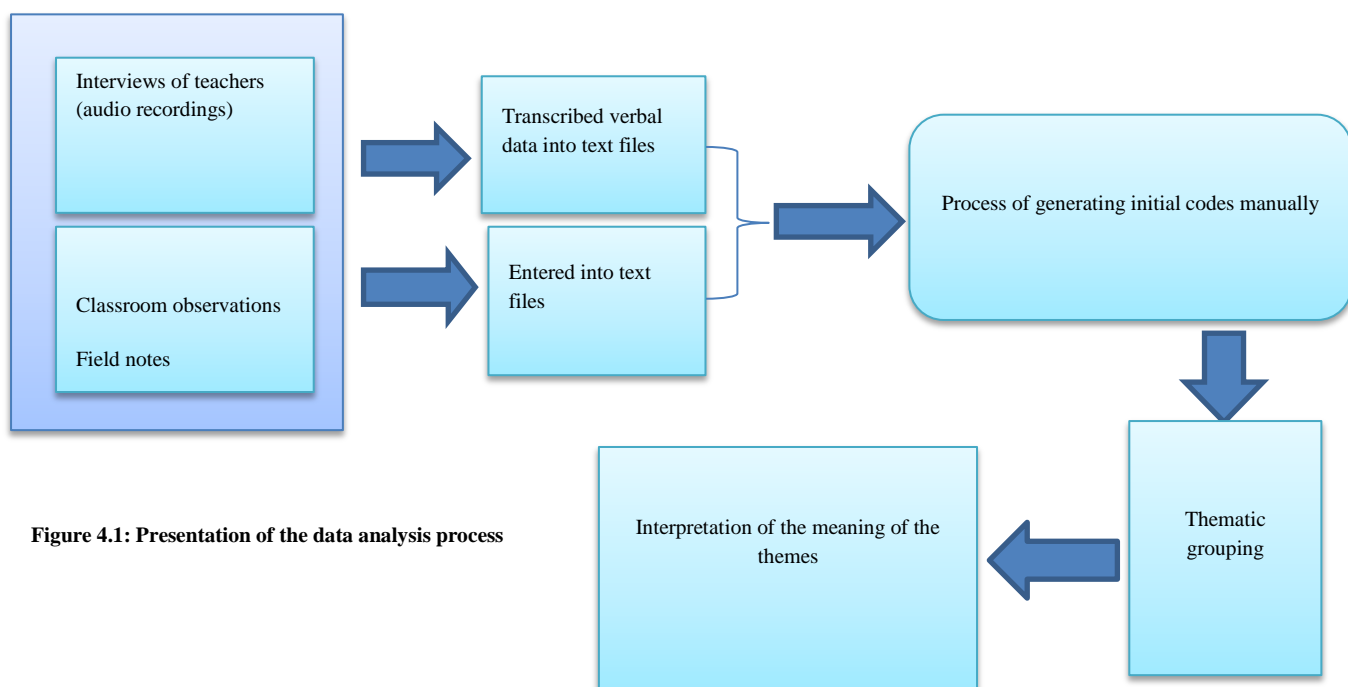 Interviews of teachers
(audio recordings)
Classroom observations
Field notes
Transcribed verbal
data into text files
Entered into text
files
Process of generating initial codes manually
Thematic
grouping
Interpretation of the meaning of the
themes
Figure 4.1: Presentation of the data analysis process